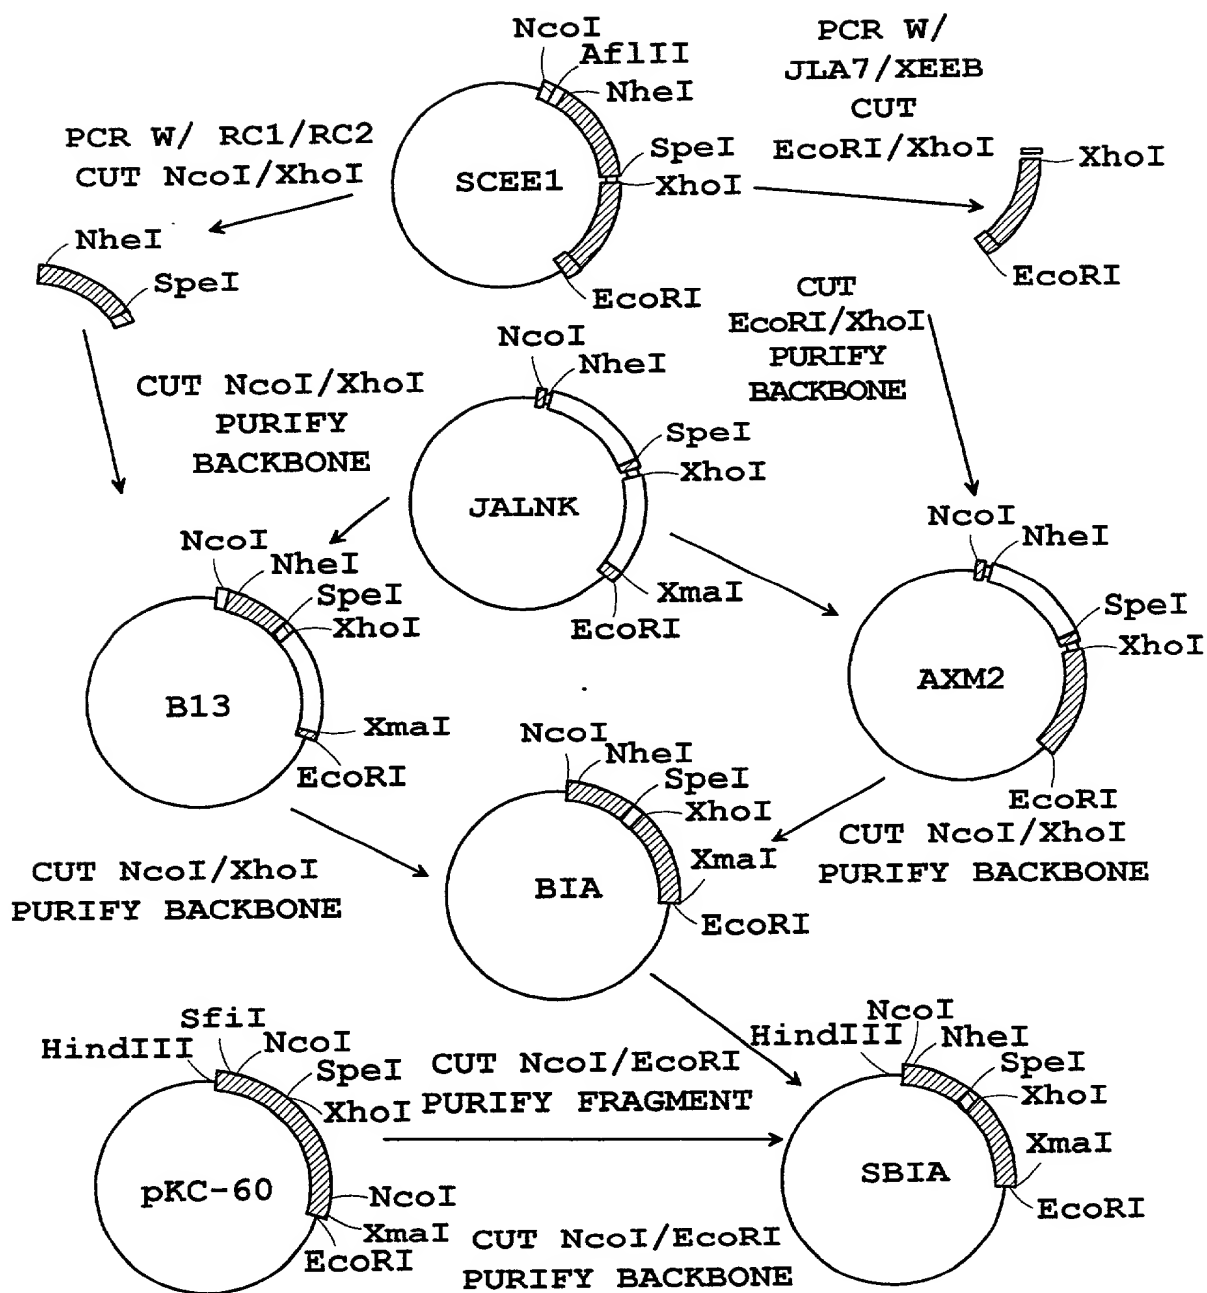 NcoI
AflII
NheI
PCR W/
JLA7/XEEB
CUT
EcoRI/XhoI
PCR W/ RC1/RC2
CUT NcoI/XhoI
SCEE1
SpeI
XhoI
XhoI
NheI
SpeI
EcoRI
EcoRI
CUT
EcoRI/XhoI
PURIFY
BACKBONE
NcoI
NheI
CUT NcoI/XhoI
PURIFY
BACKBONE
SpeI
XhoI
JALNK
XmaI
EcoRI
NcoI
NheI
SpeI
XhoI
B13
XmaI
EcoRI
NcoI
NheI
SpeI
XhoI
AXM2
EcoRI
NcoI
NheI
SpeI
XhoI
XmaI
BIA
EcoRI
CUT NcoI/XhoI
PURIFY BACKBONE
CUT NcoI/XhoI
PURIFY BACKBONE
HindIII
SfiI
NcoI
SpeI
XhoI
pKC-60
NcoI
XmaI
EcoRI
CUT NcoI/EcoRI
PURIFY FRAGMENT
CUT NcoI/EcoRI
PURIFY BACKBONE
HindIII
NcoI
NheI
SpeI
XhoI
XmaI
SBIA
EcoRI